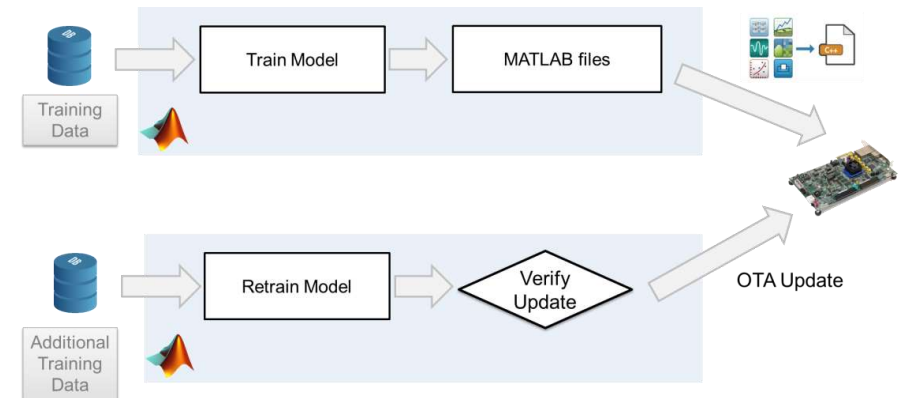 Training
Data
Train Model
MATLAB files
C++
Additional
Training
Data
Retrain Model
Verify
Update
OTA Update